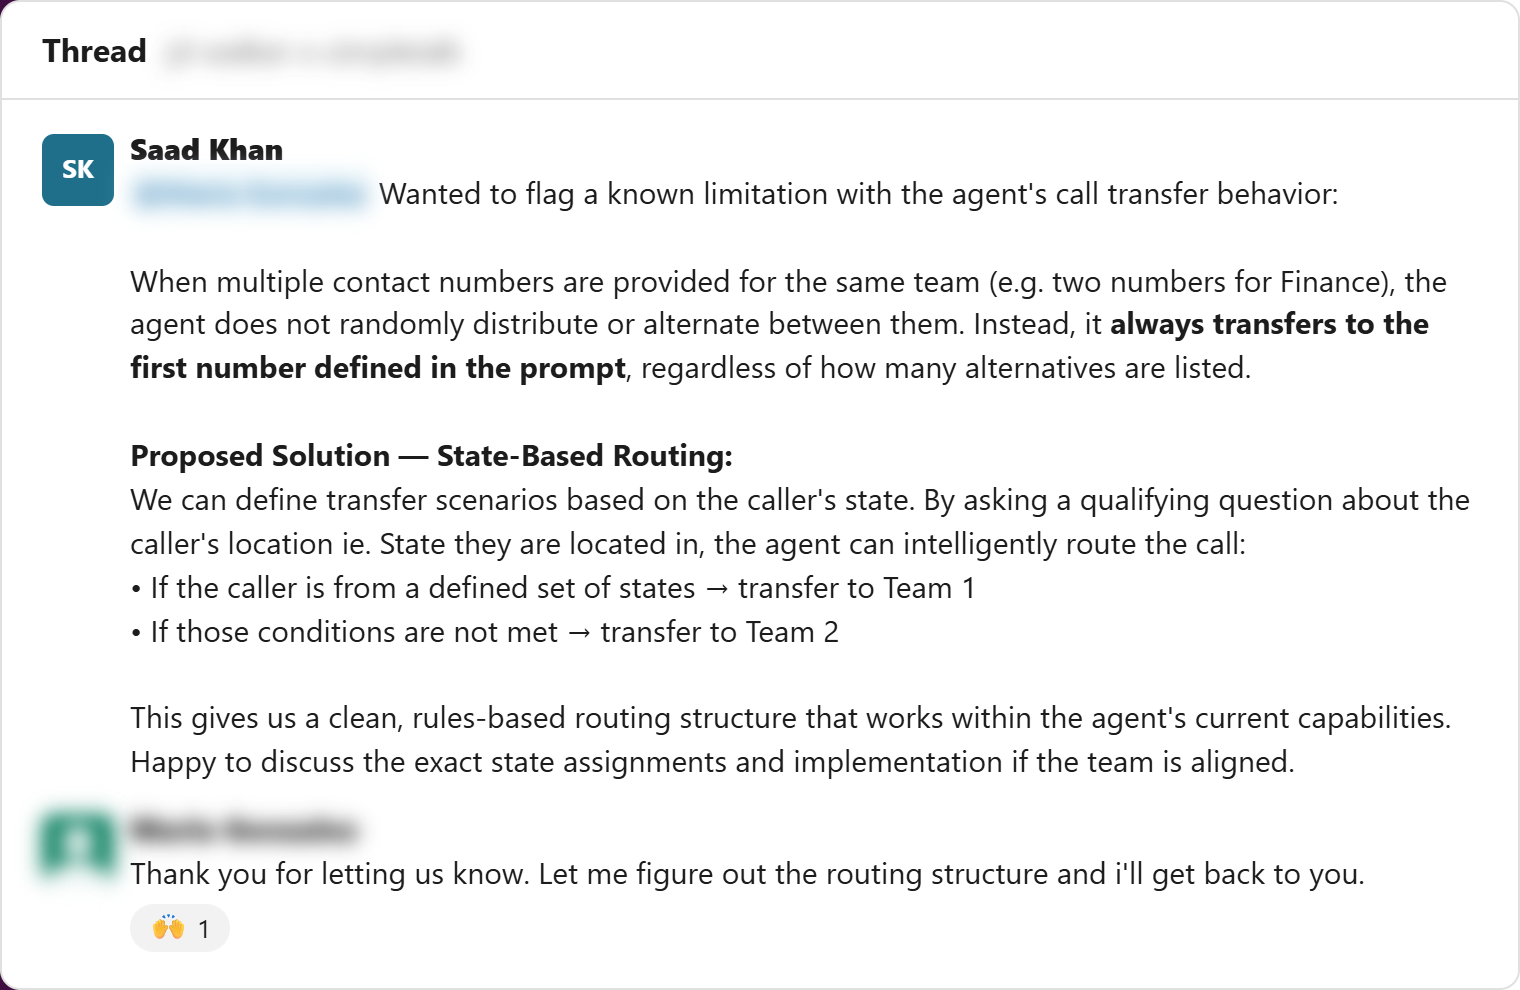 Thread
SK
Saad Khan
Wanted to flag a known limitation with the agent's call transfer behavior:
When multiple contact numbers are provided for the same team (e.g. two numbers for Finance), the
agent does not randomly distribute or alternate between them. Instead, it always transfers to the
first number defined in the prompt, regardless of how many alternatives are listed.
Proposed Solution — State-Based Routing:
We can define transfer scenarios based on the caller's state. By asking a qualifying question about the
caller's location ie. State they are located in, the agent can intelligently route the call:
• If the caller is from a defined set of states → transfer to Team 1
• If those conditions are not met → transfer to Team 2
This gives us a clean, rules-based routing structure that works within the agent's current capabilities.
Happy to discuss the exact state assignments and implementation if the team is aligned.
Thank you for letting us know. Let me figure out the routing structure and i'll get back to you.
🙌 1